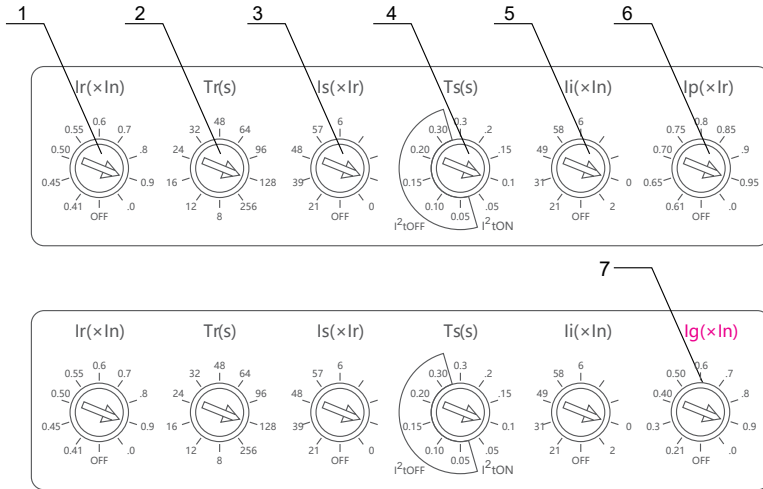 1 2 3 4 5 6
Ir(×In) Tr(s) Is(×Ir) Ts(s) Ii(×In) Ip(×Ir)
OFF 0.41 0.45 0.50 0.55 0.6 0.7 .8 0.9 .0
8 12 16 24 32 48 64 96 128 256
OFF 21 39 48 57 6 0
0.05 0.10 0.15 0.20 0.30 0.3 .2 .15 0.1 .05
I²tOFF I²tON
OFF 21 31 49 58 6 0 2
OFF 0.61 0.65 0.70 0.75 0.8 0.85 .9 0.95 .0
7
Ir(×In) Tr(s) Is(×Ir) Ts(s) Ii(×In) Ig(×In)
OFF 0.41 0.45 0.50 0.55 0.6 0.7 .8 0.9 .0
8 12 16 24 32 48 64 96 128 256
OFF 21 39 48 57 6 0
0.05 0.10 0.15 0.20 0.30 0.3 .2 .15 0.1 .05
I²tOFF I²tON
OFF 21 31 49 58 6 0 2
OFF 0.21 0.3 0.40 0.50 0.6 .7 .8 0.9 .0